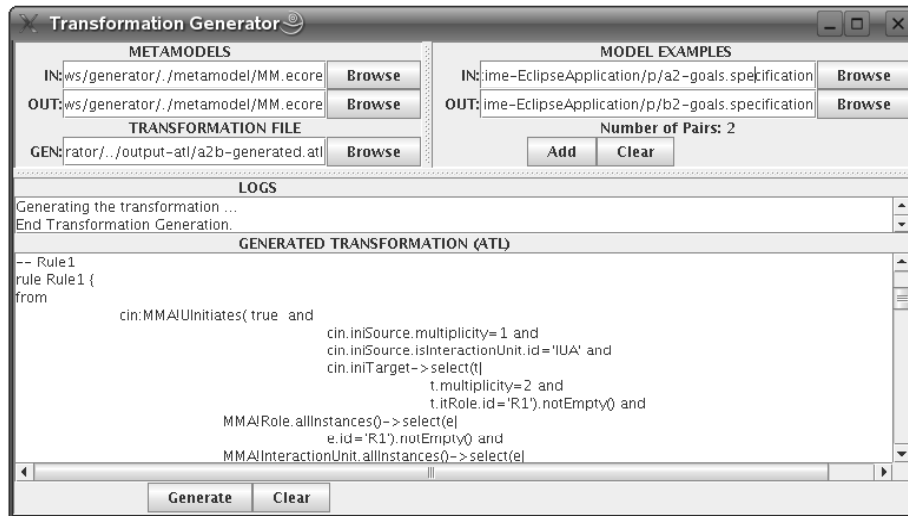 Transformation Generator
METAMODELS
IN: ws/generator/./metamodel/MM.ecore Browse
OUT: ws/generator/./metamodel/MM.ecore Browse
TRANSFORMATION FILE
GEN: rator/../output-atl/a2b-generated.atl Browse
MODEL EXAMPLES
IN: :ime-EclipseApplication/p/a2-goals.specification Browse
OUT: ime-EclipseApplication/p/b2-goals.specification Browse
Number of Pairs: 2
Add Clear
LOGS
Generating the transformation ...
End Transformation Generation.
GENERATED TRANSFORMATION (ATL)
-- Rule1
rule Rule1 {
from
cin:MMA!UInitiates( true and
cin.iniSource.multiplicity=1 and
cin.iniSource.isInteractionUnit.id='IUA' and
cin.iniTarget->select(t|
t.multiplicity=2 and
t.itRole.id='R1').notEmpty() and
MMA!Role.allInstances()->select(e|
e.id='R1').notEmpty() and
MMA!InteractionUnit.allInstances()->select(e|
Generate Clear